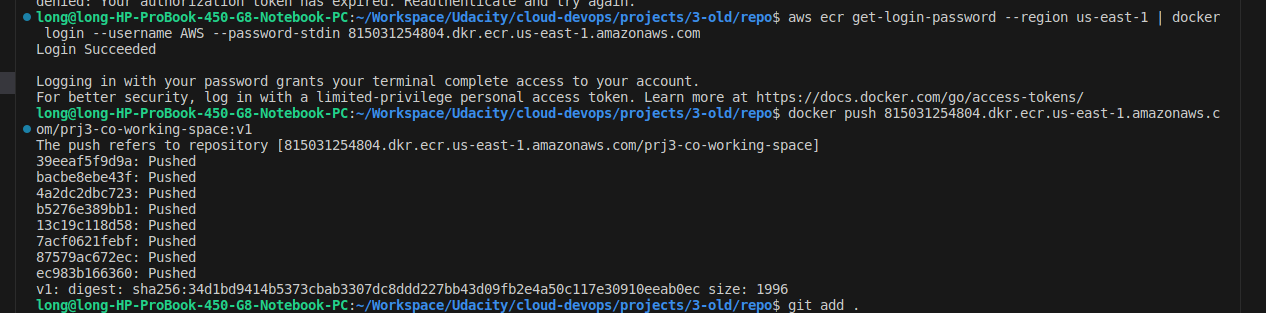 denied: Your authorization token has expired. Reauthenticate and try again.
long@long-HP-ProBook-450-G8-Notebook-PC:~/Workspace/Udacity/cloud-devops/projects/3-old/repo$ aws ecr get-login-password --region us-east-1 | docker
login --username AWS --password-stdin 815031254804.dkr.ecr.us-east-1.amazonaws.com
Login Succeeded
Logging in with your password grants your terminal complete access to your account.
For better security, log in with a limited-privilege personal access token. Learn more at https://docs.docker.com/go/access-tokens/
long@long-HP-ProBook-450-G8-Notebook-PC:~/Workspace/Udacity/cloud-devops/projects/3-old/repo$ docker push 815031254804.dkr.ecr.us-east-1.amazonaws.c
om/prj3-co-working-space:v1
The push refers to repository [815031254804.dkr.ecr.us-east-1.amazonaws.com/prj3-co-working-space]
39eeaf5f9d9a: Pushed
bacbe8ebe43f: Pushed
4a2dc2dbc723: Pushed
b5276e389bb1: Pushed
13c19c118d58: Pushed
7acf0621febf: Pushed
87579ac672ec: Pushed
ec983b166360: Pushed
v1: digest: sha256:34d1bd9414b5373cbab3307dc8ddd227bb43d09fb2e4a50c117e30910eeab0ec size: 1996
long@long-HP-ProBook-450-G8-Notebook-PC:~/Workspace/Udacity/cloud-devops/projects/3-old/repo$ git add .